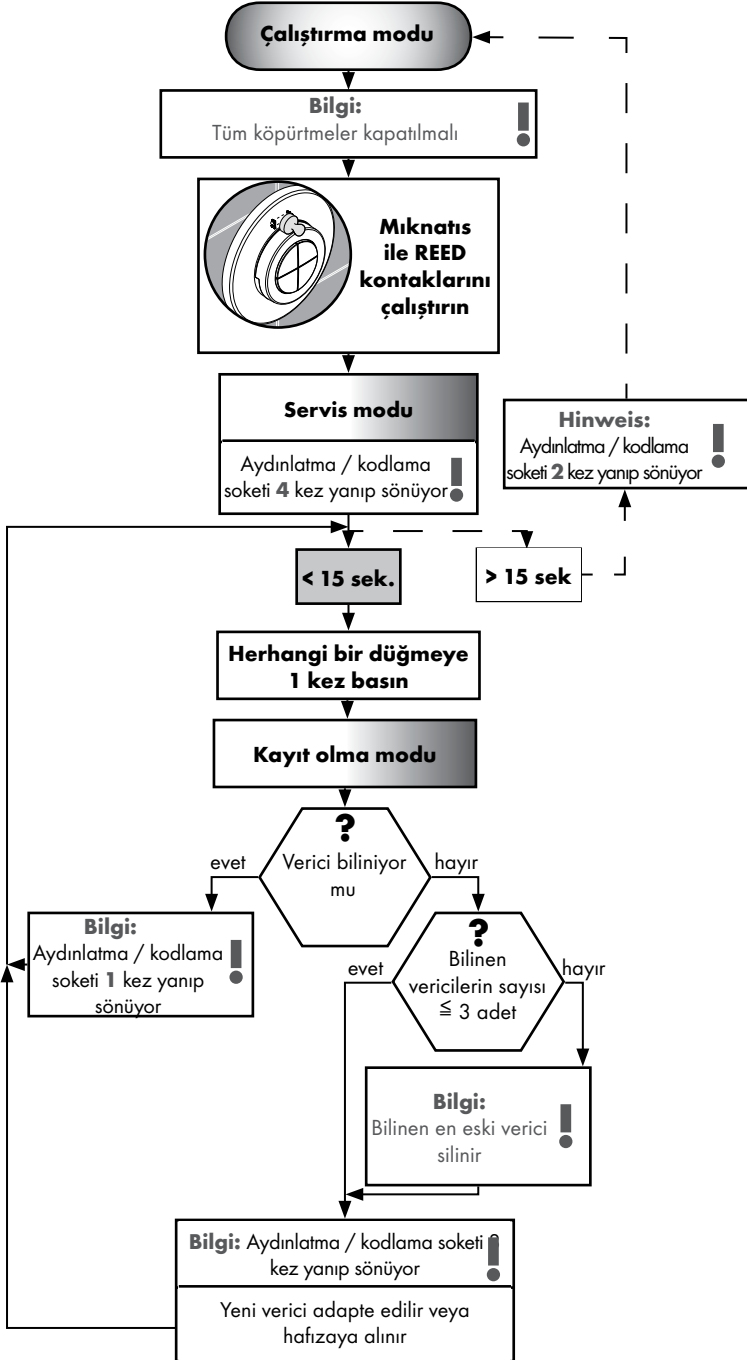 Çalıştırma modu
Bilgi:
Tüm köpürtmeler kapatılmalı
!
Mıknatıs
ile REED
kontaklarını
çalıştırın
Servis modu
Aydınlatma / kodlama
soketi 4 kez yanıp sönüyor
!
Hinweis:
Aydınlatma / kodlama
soketi 2 kez yanıp sönüyor
!
< 15 sek.
> 15 sek
Herhangi bir düğmeye
1 kez basın
Kayıt olma modu
?
Verici biliniyor
mu
evet
hayır
Bilgi:
Aydınlatma / kodlama
soketi 1 kez yanıp
sönüyor
!
?
Bilinen
vericilerin sayısı
≦ 3 adet
evet
hayır
Bilgi:
Bilinen en eski verici
silinir
!
Bilgi: Aydınlatma / kodlama soketi
kez yanıp sönüyor
!
Yeni verici adapte edilir veya
hafızaya alınır